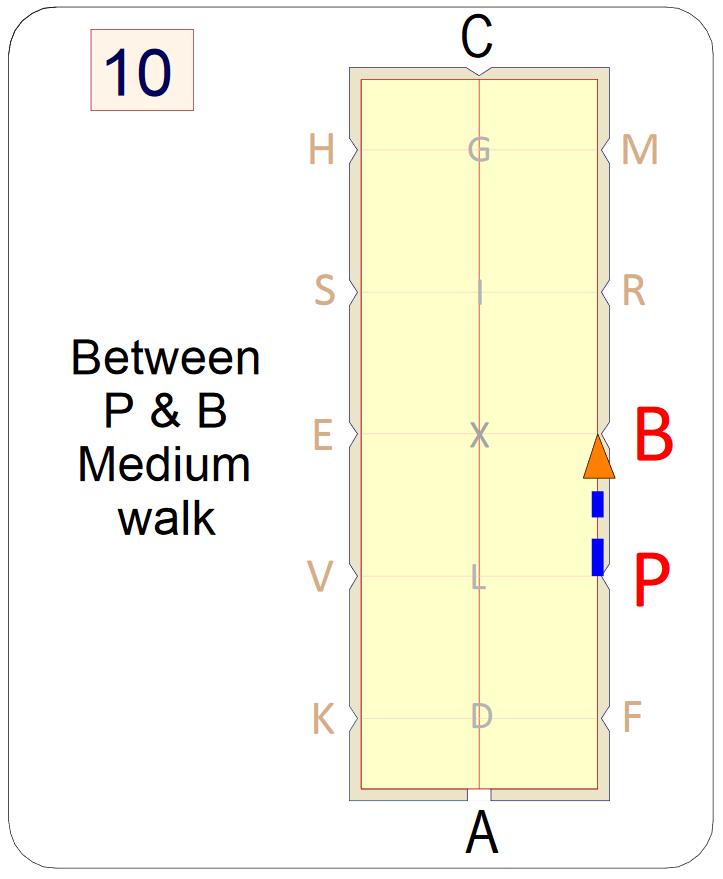 10
C
H G M
S I R
Between
P & B
Medium
walk
E X B
V L P
K D F
A